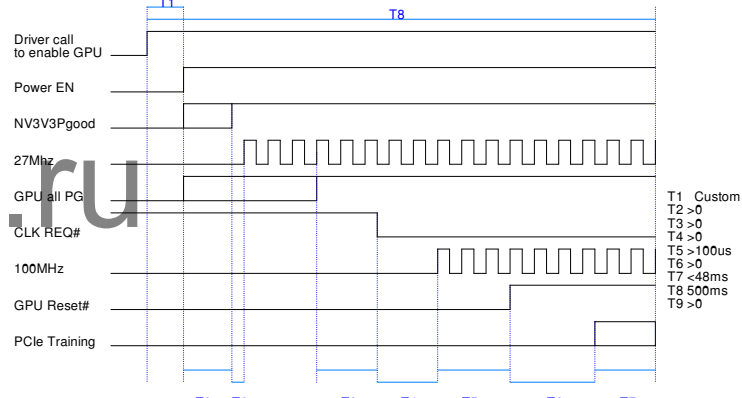 T1
T8
Driver call
to enable GPU
Power EN
NV3V3Pgood
27Mhz
GPU all PG
CLK REQ#
100MHz
GPU Reset#
PCIe Training
T1 Custom
T2 >0
T3 >0
T4 >0
T5 >100us
T6 >0
T7 <48ms
T8 500ms
T9 >0
.ru